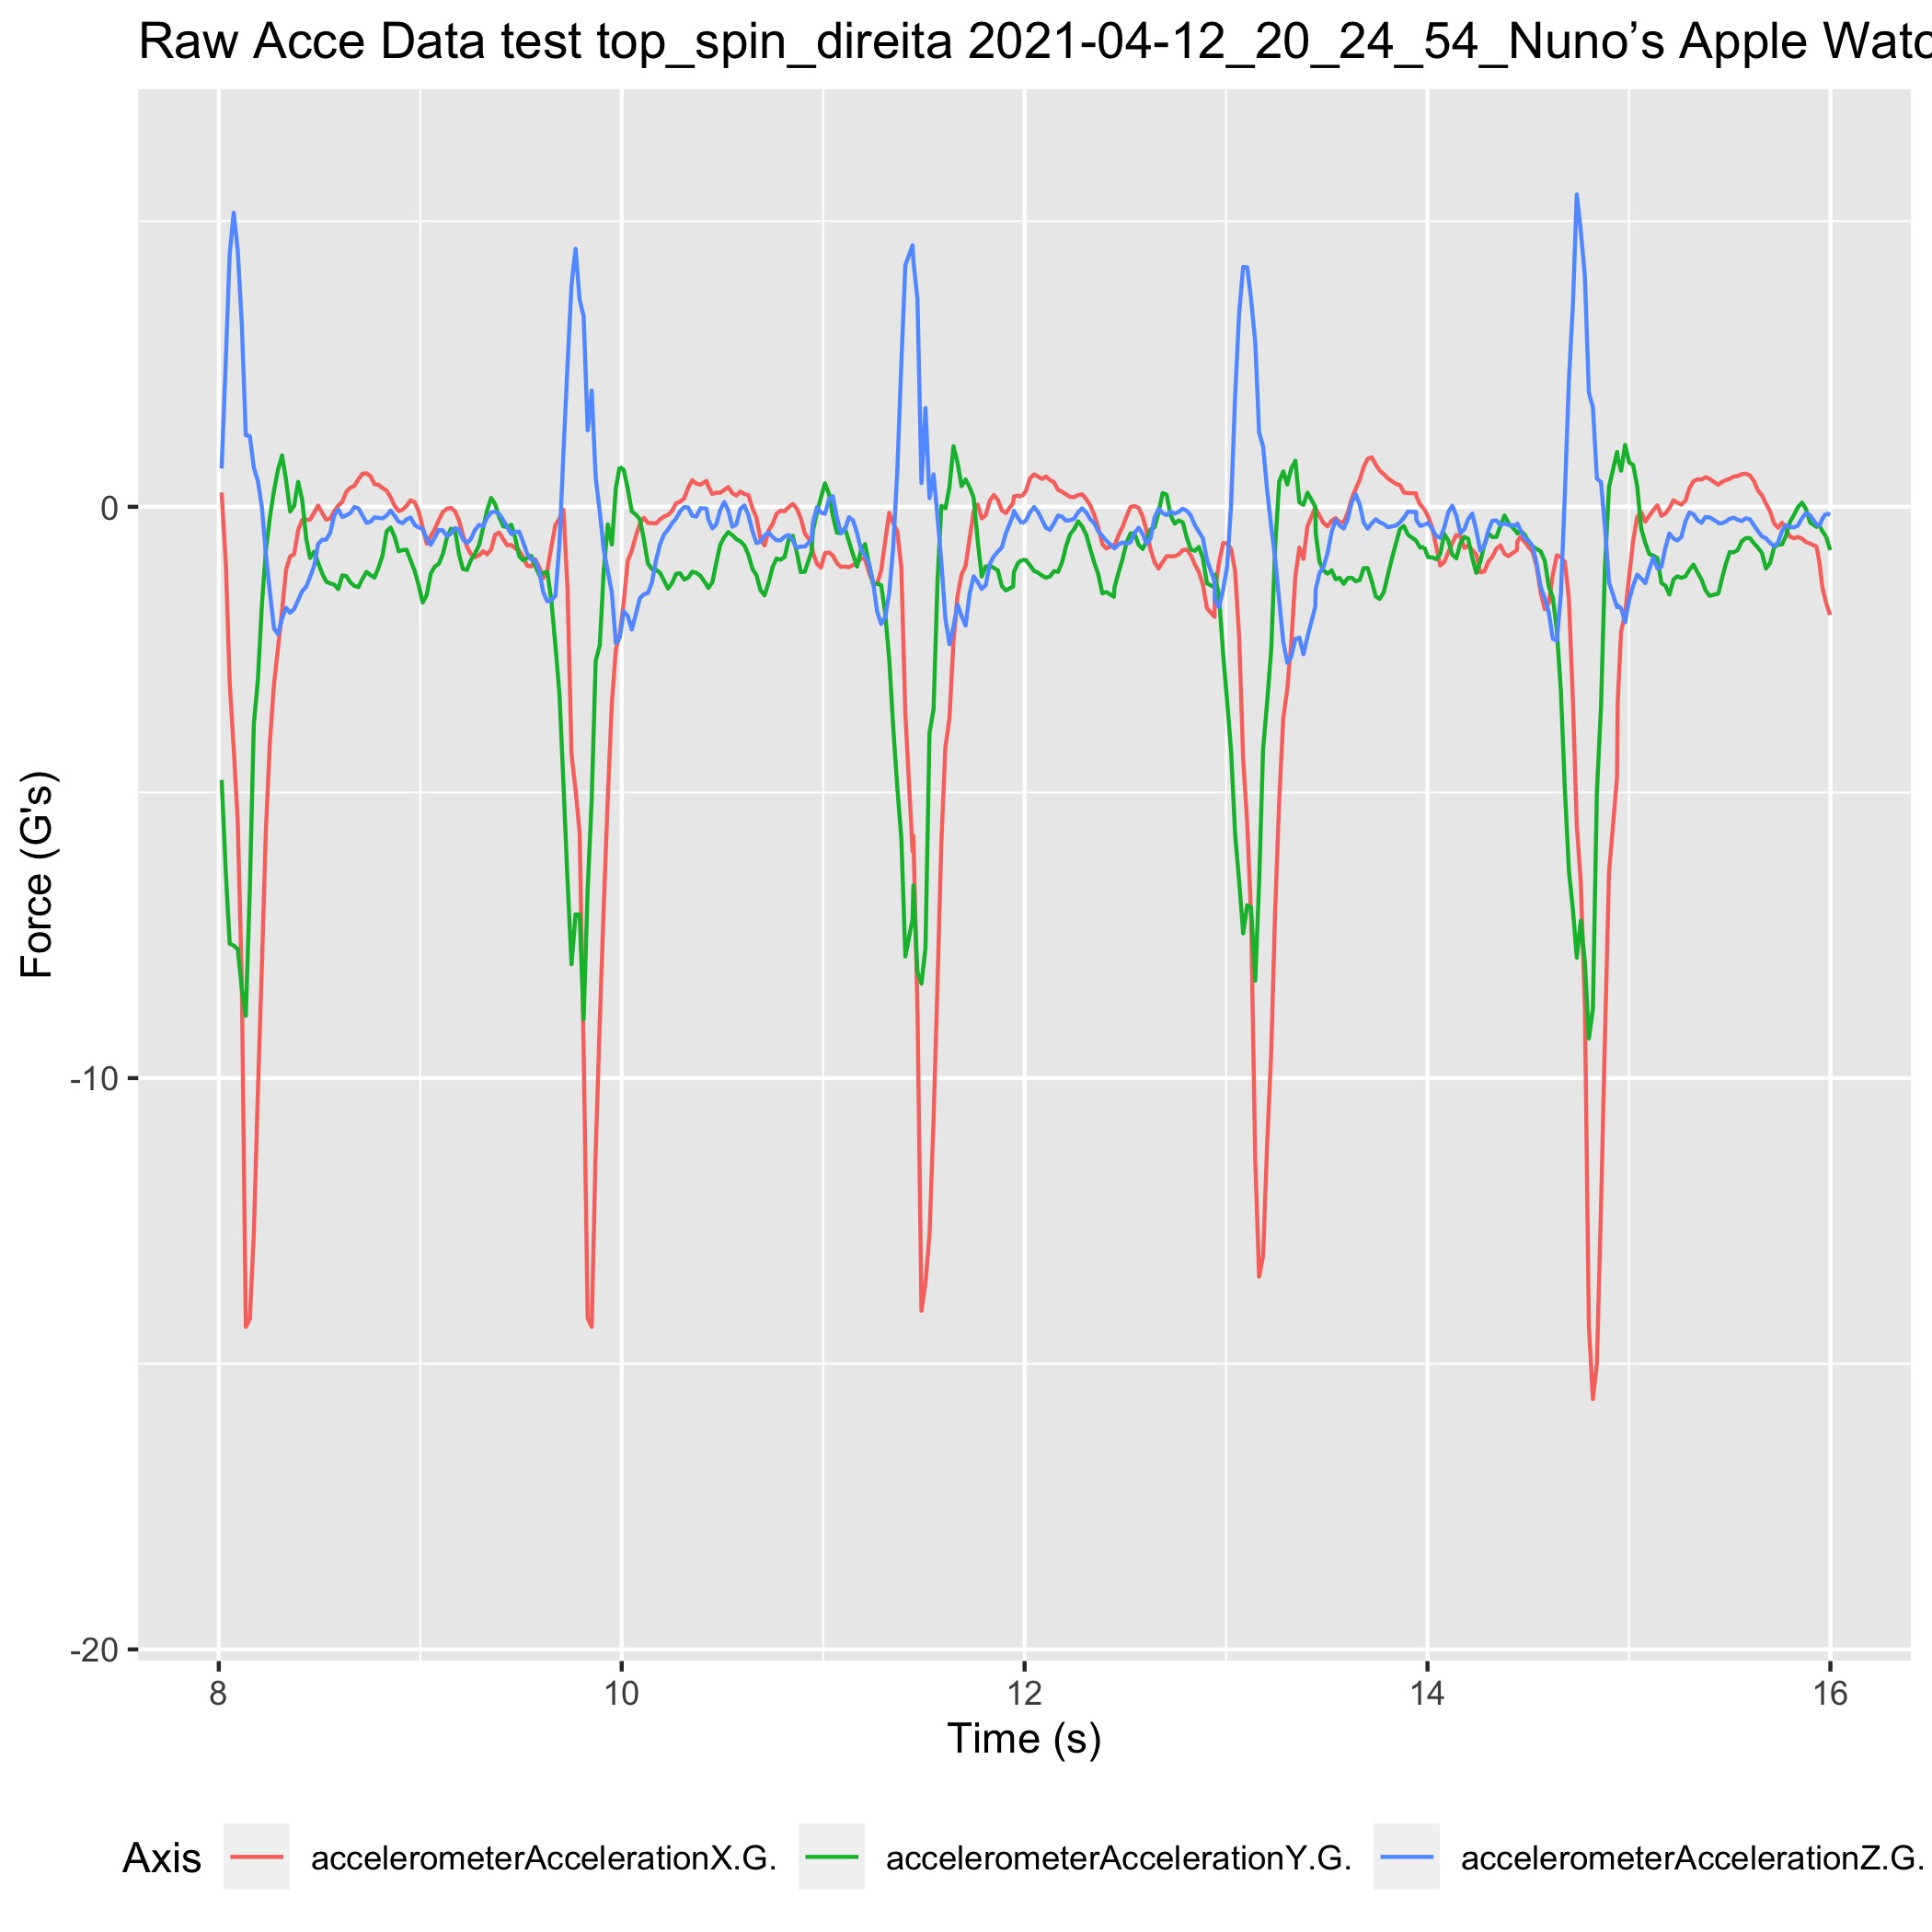 Raw Acce Data test top_spin_direita 2021-04-12_20_24_54_Nuno’s Apple Watc
Force (G's)
0
-10
-20
8 10 12 14 16
Time (s)
Axis accelerometerAccelerationX.G. accelerometerAccelerationY.G. accelerometerAccelerationZ.G.